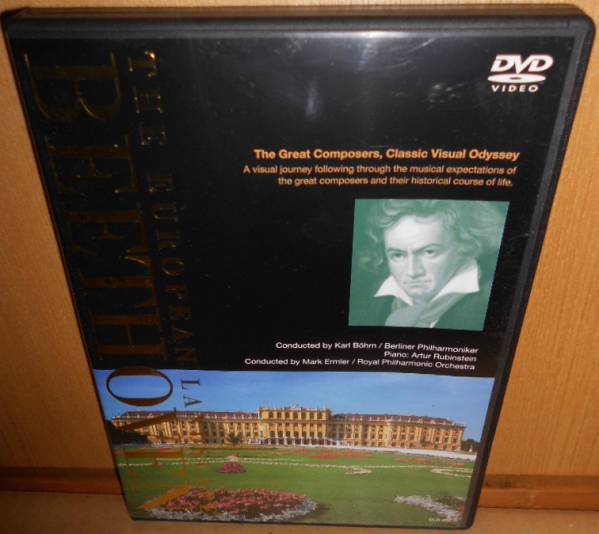 THE EUROPEAN LA
BEETHOVEN
DVD
VIDEO
The Great Composers, Classic Visual Odyssey
A visual journey following through the musical expectations of
the great composers and their historical course of life.
Conducted by Karl Böhm / Berliner Philharmoniker
Piano: Artur Rubinstein
Conducted by Mark Ermler / Royal Philharmonic Orchestra